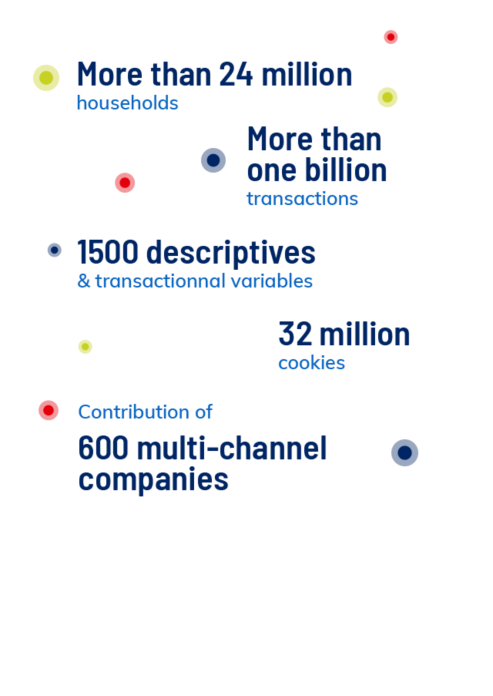 More than 24 million
households
More than
one billion
transactions
1500 descriptives
& transactionnal variables
32 million
cookies
Contribution of
600 multi-channel
companies